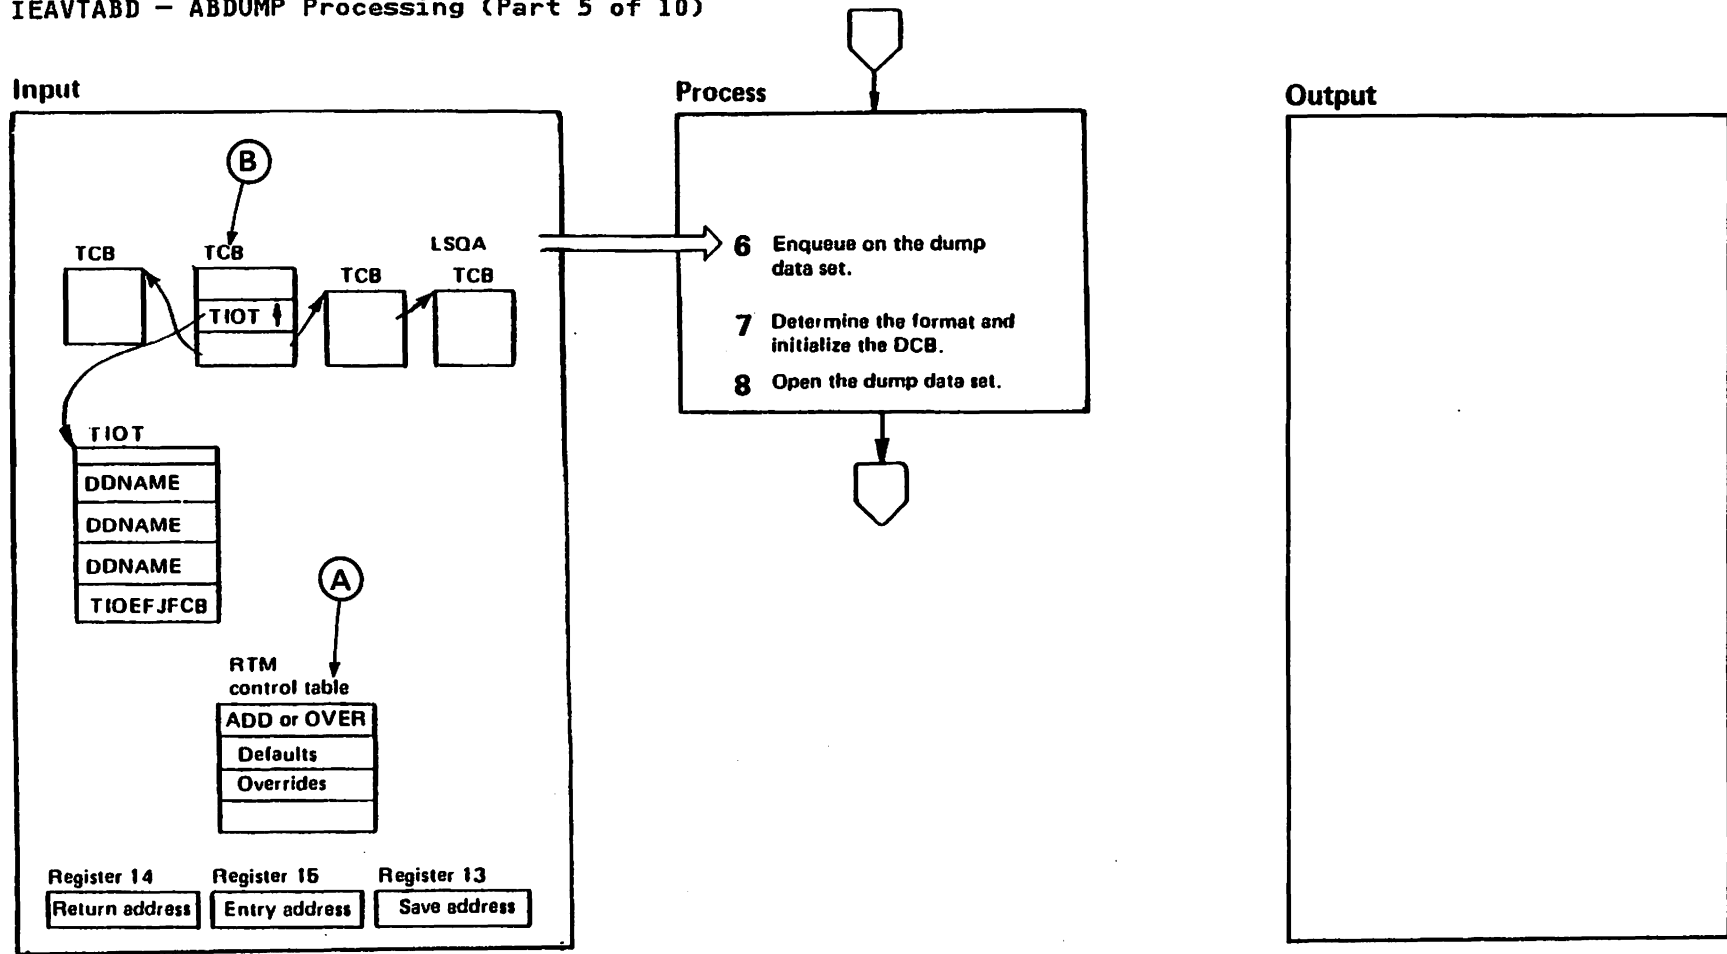 IEAVTABD — ABDUMP Processing (Part 5 of 10)
Input
Process
Output
B
TCB
TCB
LSQA
TCB
TCB
TIOT
6 Enqueue on the dump
data set.
7 Determine the format and
initialize the DCB.
8 Open the dump data set.
TIOT
DDNAME
DDNAME
DDNAME
TIOEFJFCB
A
RTM
control table
ADD or OVER
Defaults
Overrides
Register 14
Register 15
Register 13
Return address
Entry address
Save address